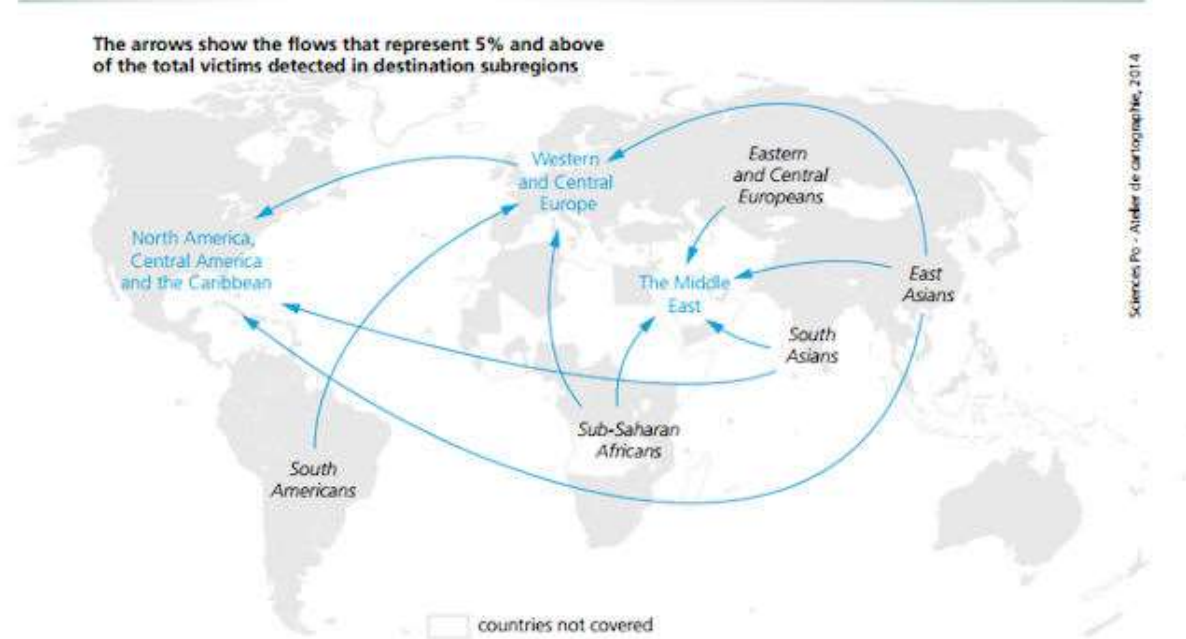 The arrows show the flows that represent 5% and above
of the total victims detected in destination subregions
Sciences Po - Atelier de cartographie, 2014
Western
and Central
Europe
Eastern
and Central
Europeans
North America,
Central America
and the Caribbean
The Middle
East
East
Asians
South
Asians
Sub-Saharan
Africans
South
Americans
countries not covered